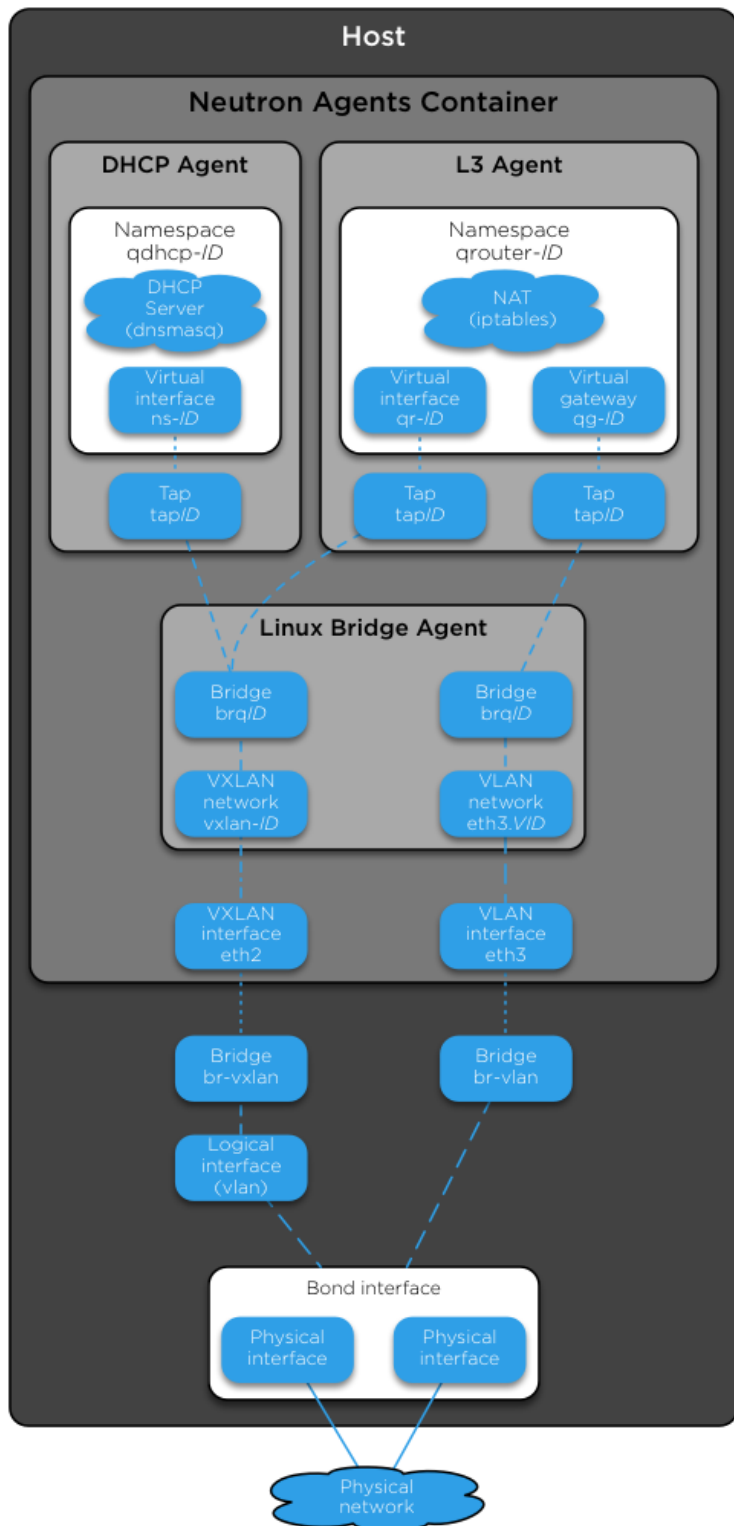 Host
Neutron Agents Container
DHCP Agent
L3 Agent
Namespace
qdhcp-ID
DHCP
Server
(dnsmasq)
Virtual
interface
ns-ID
Namespace
qrouter-ID
NAT
(iptables)
Virtual
interface
qr-ID
Virtual
gateway
qg-ID
Tap
tapID
Tap
tapID
Tap
tapID
Linux Bridge Agent
Bridge
brqID
Bridge
brqID
VXLAN
network
vxlan-ID
VLAN
network
eth3.VID
VXLAN
interface
eth2
VLAN
interface
eth3
Bridge
br-vxlan
Bridge
br-vlan
Logical
interface
(vlan)
Bond interface
Physical
interface
Physical
interface
Physical
network